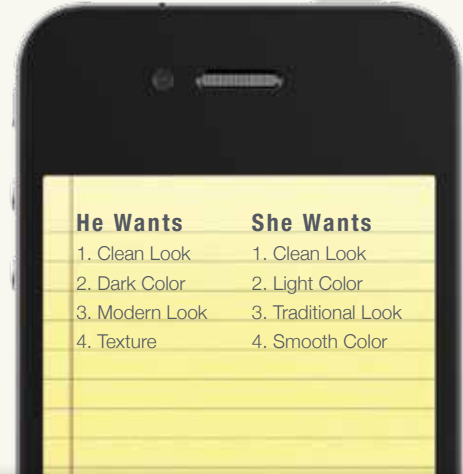 He Wants
1. Clean Look
2. Dark Color
3. Modern Look
4. Texture
She Wants
1. Clean Look
2. Light Color
3. Traditional Look
4. Smooth Color